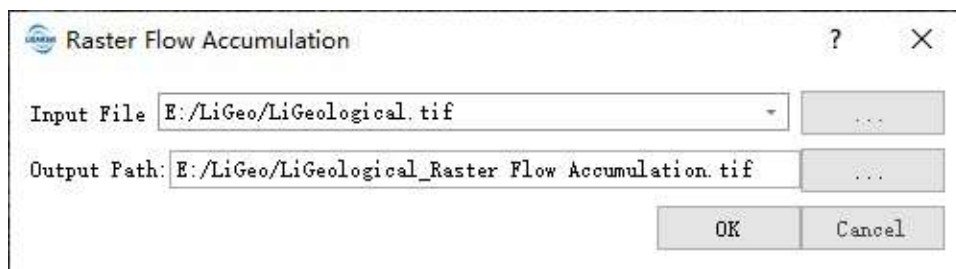 Raster Flow Accumulation ? X
Input File E:/LiGeo/LiGeological.tif ...
Output Path: E:/LiGeo/LiGeological_Raster Flow Accumulation.tif ...
OK Cancel